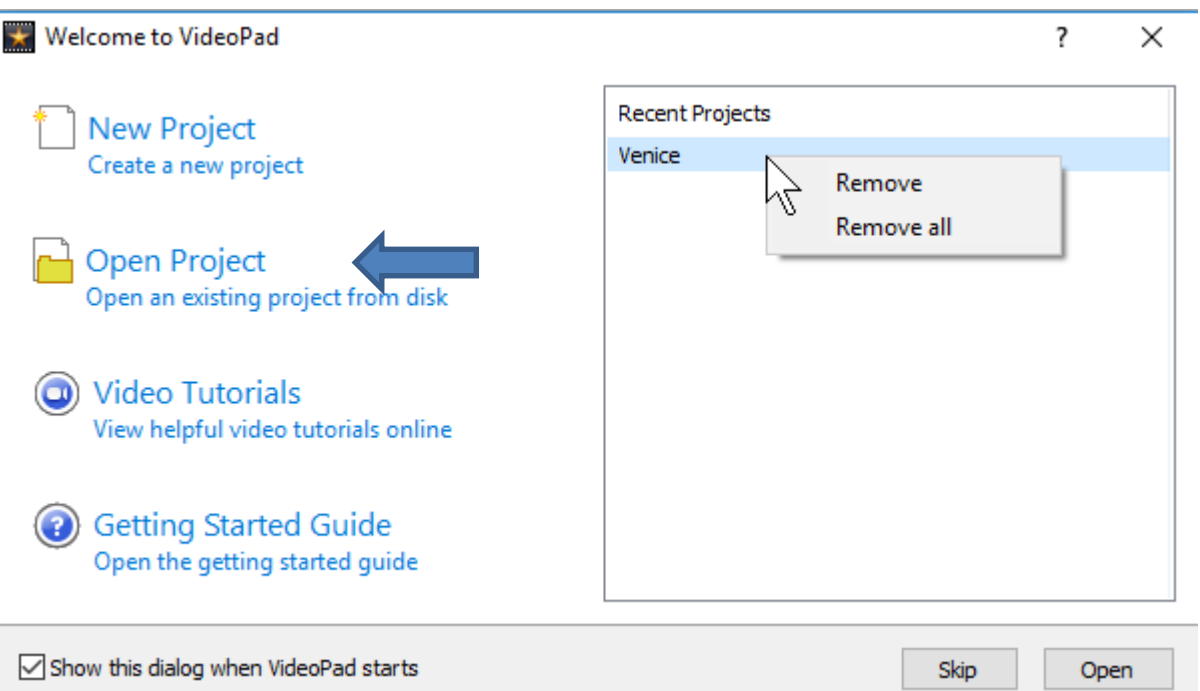 Welcome to VideoPad
?
New Project
Create a new project
Open Project
Open an existing project from disk
Video Tutorials
View helpful video tutorials online
Getting Started Guide
Open the getting started guide
Recent Projects
Venice
Remove
Remove all
Show this dialog when VideoPad starts
Skip
Open